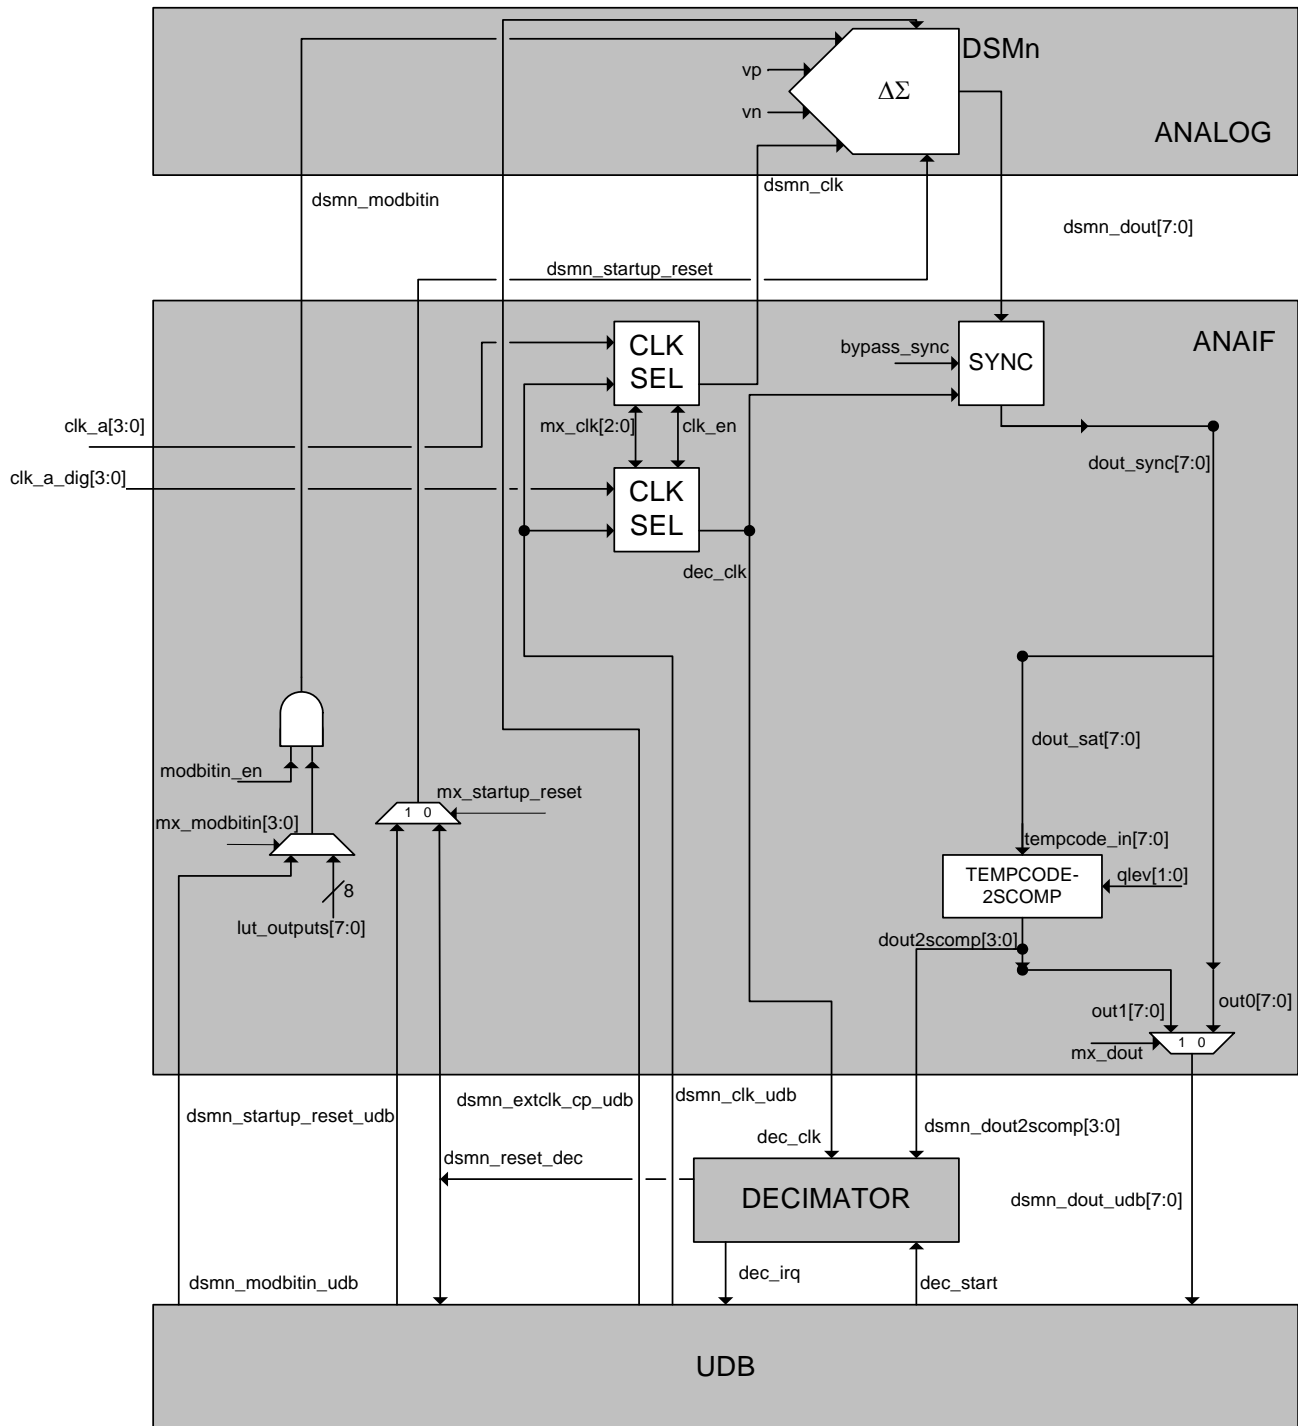 DSMn
vp
ΔΣ
vn
ANALOG
dsmn_clk
dsmn_modbitin
dsmn_dout[7:0]
dsmn_startup_reset
CLK
SEL
bypass_sync
SYNC
ANAIF
clk_a[3:0]
mx_clk[2:0]
clk_en
dout_sync[7:0]
clk_a_dig[3:0]
CLK
SEL
dec_clk
dout_sat[7:0]
modbitin_en
mx_startup_reset
1 0
mx_modbitin[3:0]
tempcode_in[7:0]
TEMPCODE-
2SCOMP
qlev[1:0]
8
lut_outputs[7:0]
dout2scomp[3:0]
out1[7:0]
out0[7:0]
1 0
mx_dout
dsmn_startup_reset_udb
dsmn_extclk_cp_udb
dsmn_clk_udb
dec_clk
dsmn_dout2scomp[3:0]
dsmn_reset_dec
DECIMATOR
dsmn_dout_udb[7:0]
dsmn_modbitin_udb
dec_irq
dec_start
UDB